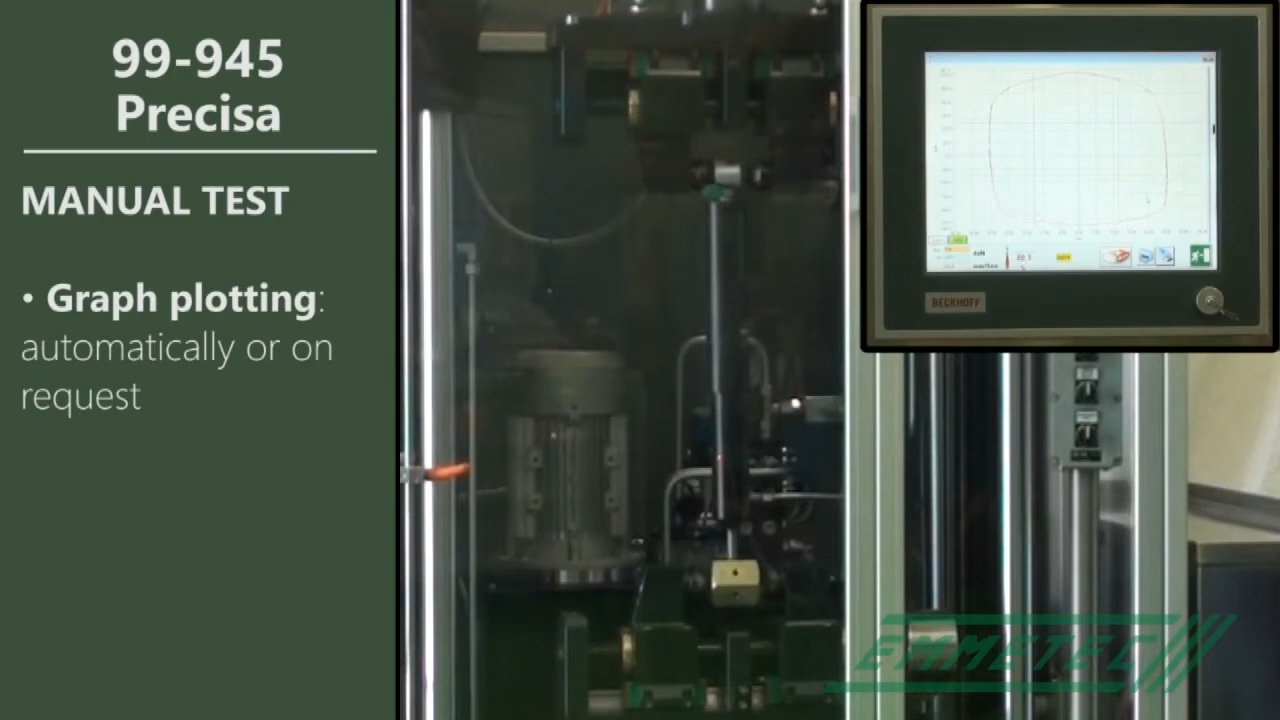 99-945
Precisa
MANUAL TEST
• Graph plotting:
automatically or on
request
BECKHOFF
EMMETEC